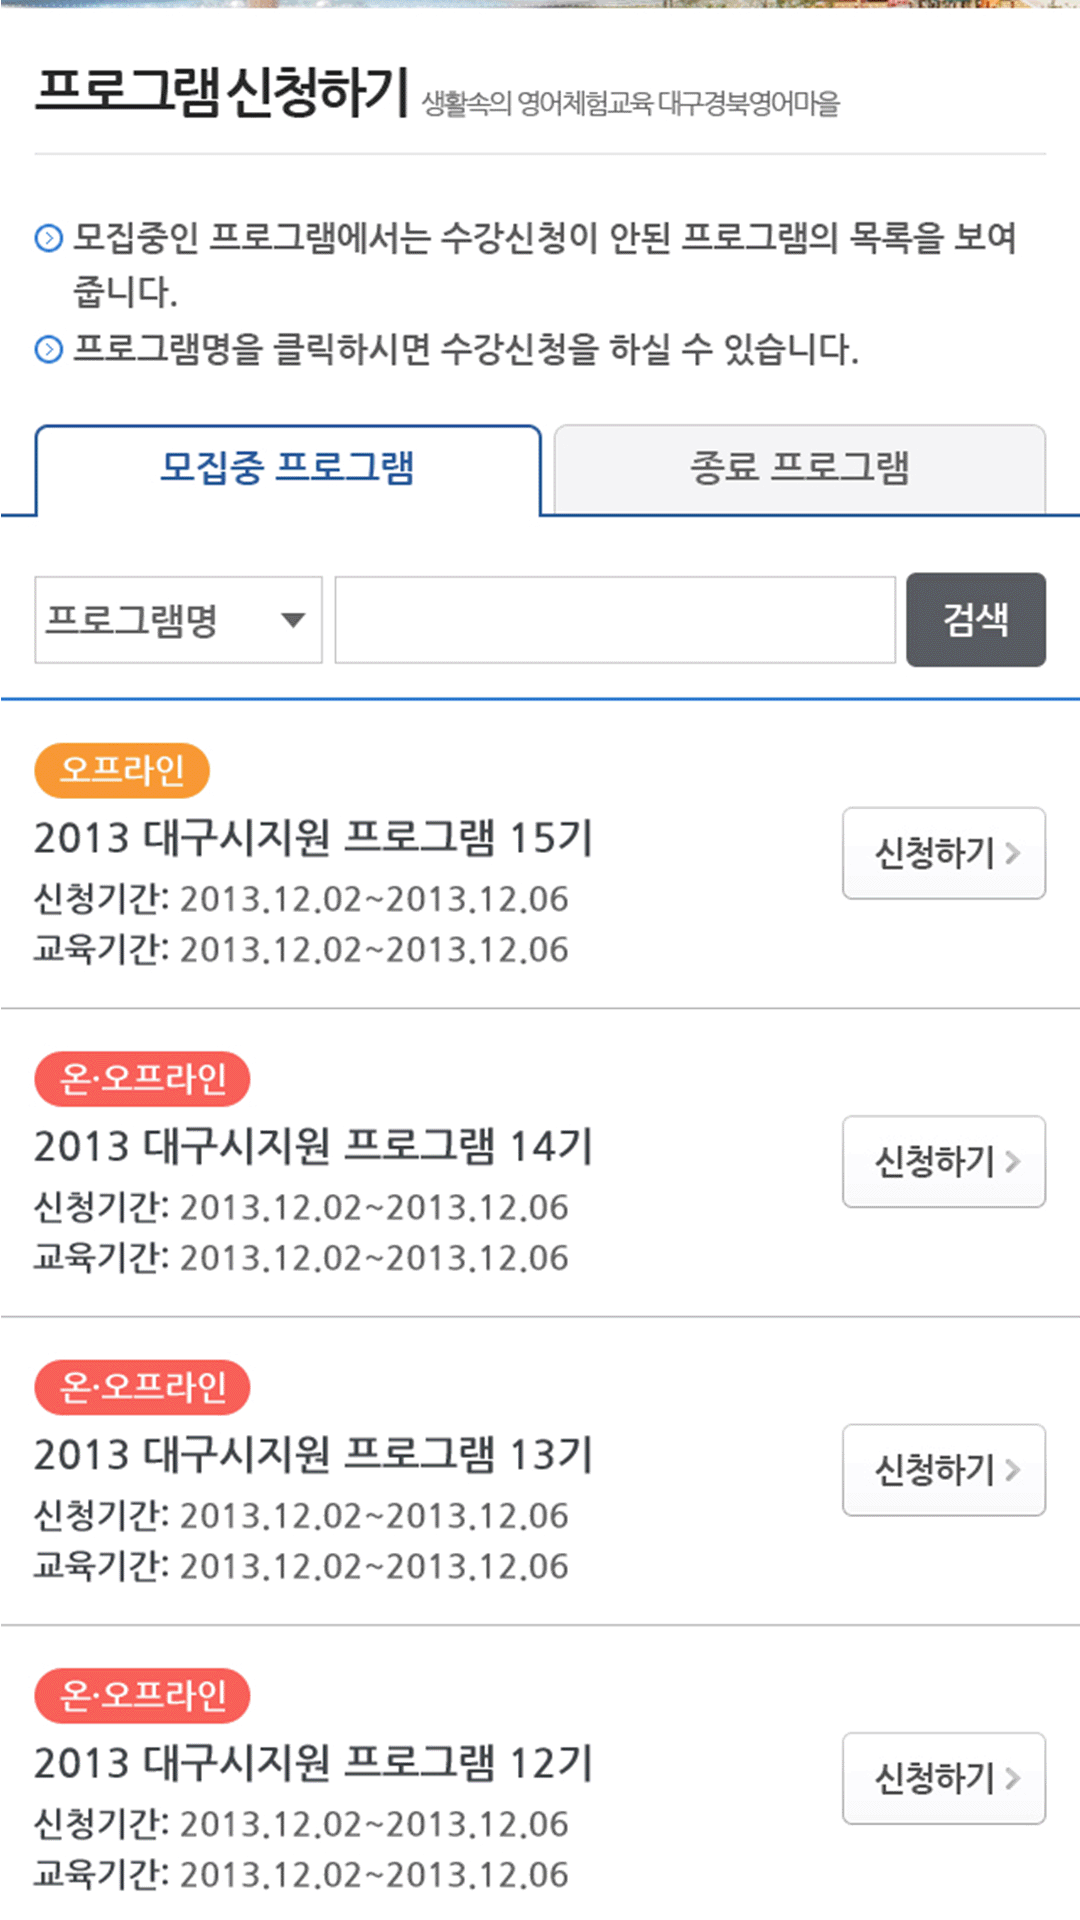 프로그램 신청하기 생활속의 영어체험교육 대구경북영어마을
모집중인 프로그램에서는 수강신청이 안된 프로그램의 목록을 보여
줍니다.
프로그램명을 클릭하시면 수강신청을 하실 수 있습니다.
모집중 프로그램 종료 프로그램
프로그램명 검색
오프라인
2013 대구시지원 프로그램 15기
신청하기
신청기간: 2013.12.02~2013.12.06
교육기간: 2013.12.02~2013.12.06
온·오프라인
2013 대구시지원 프로그램 14기
신청하기
신청기간: 2013.12.02~2013.12.06
교육기간: 2013.12.02~2013.12.06
온·오프라인
2013 대구시지원 프로그램 13기
신청하기
신청기간: 2013.12.02~2013.12.06
교육기간: 2013.12.02~2013.12.06
온·오프라인
2013 대구시지원 프로그램 12기
신청하기
신청기간: 2013.12.02~2013.12.06
교육기간: 2013.12.02~2013.12.06